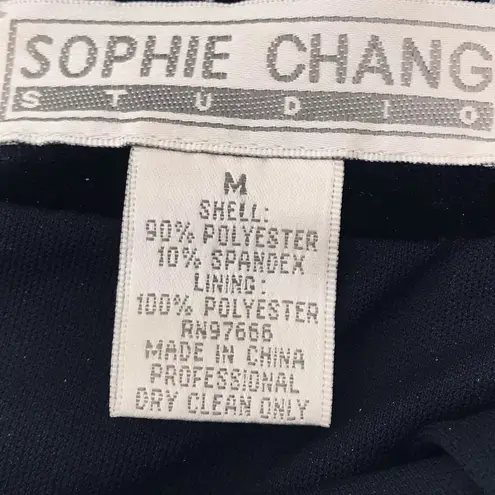 SOPHIE CHANG
STUDIO
M
SHELL:
90% POLYESTER
10% SPANDEX
LINING:
100% POLYESTER
RN97666
MADE IN CHINA
PROFESSIONAL
DRY CLEAN ONLY